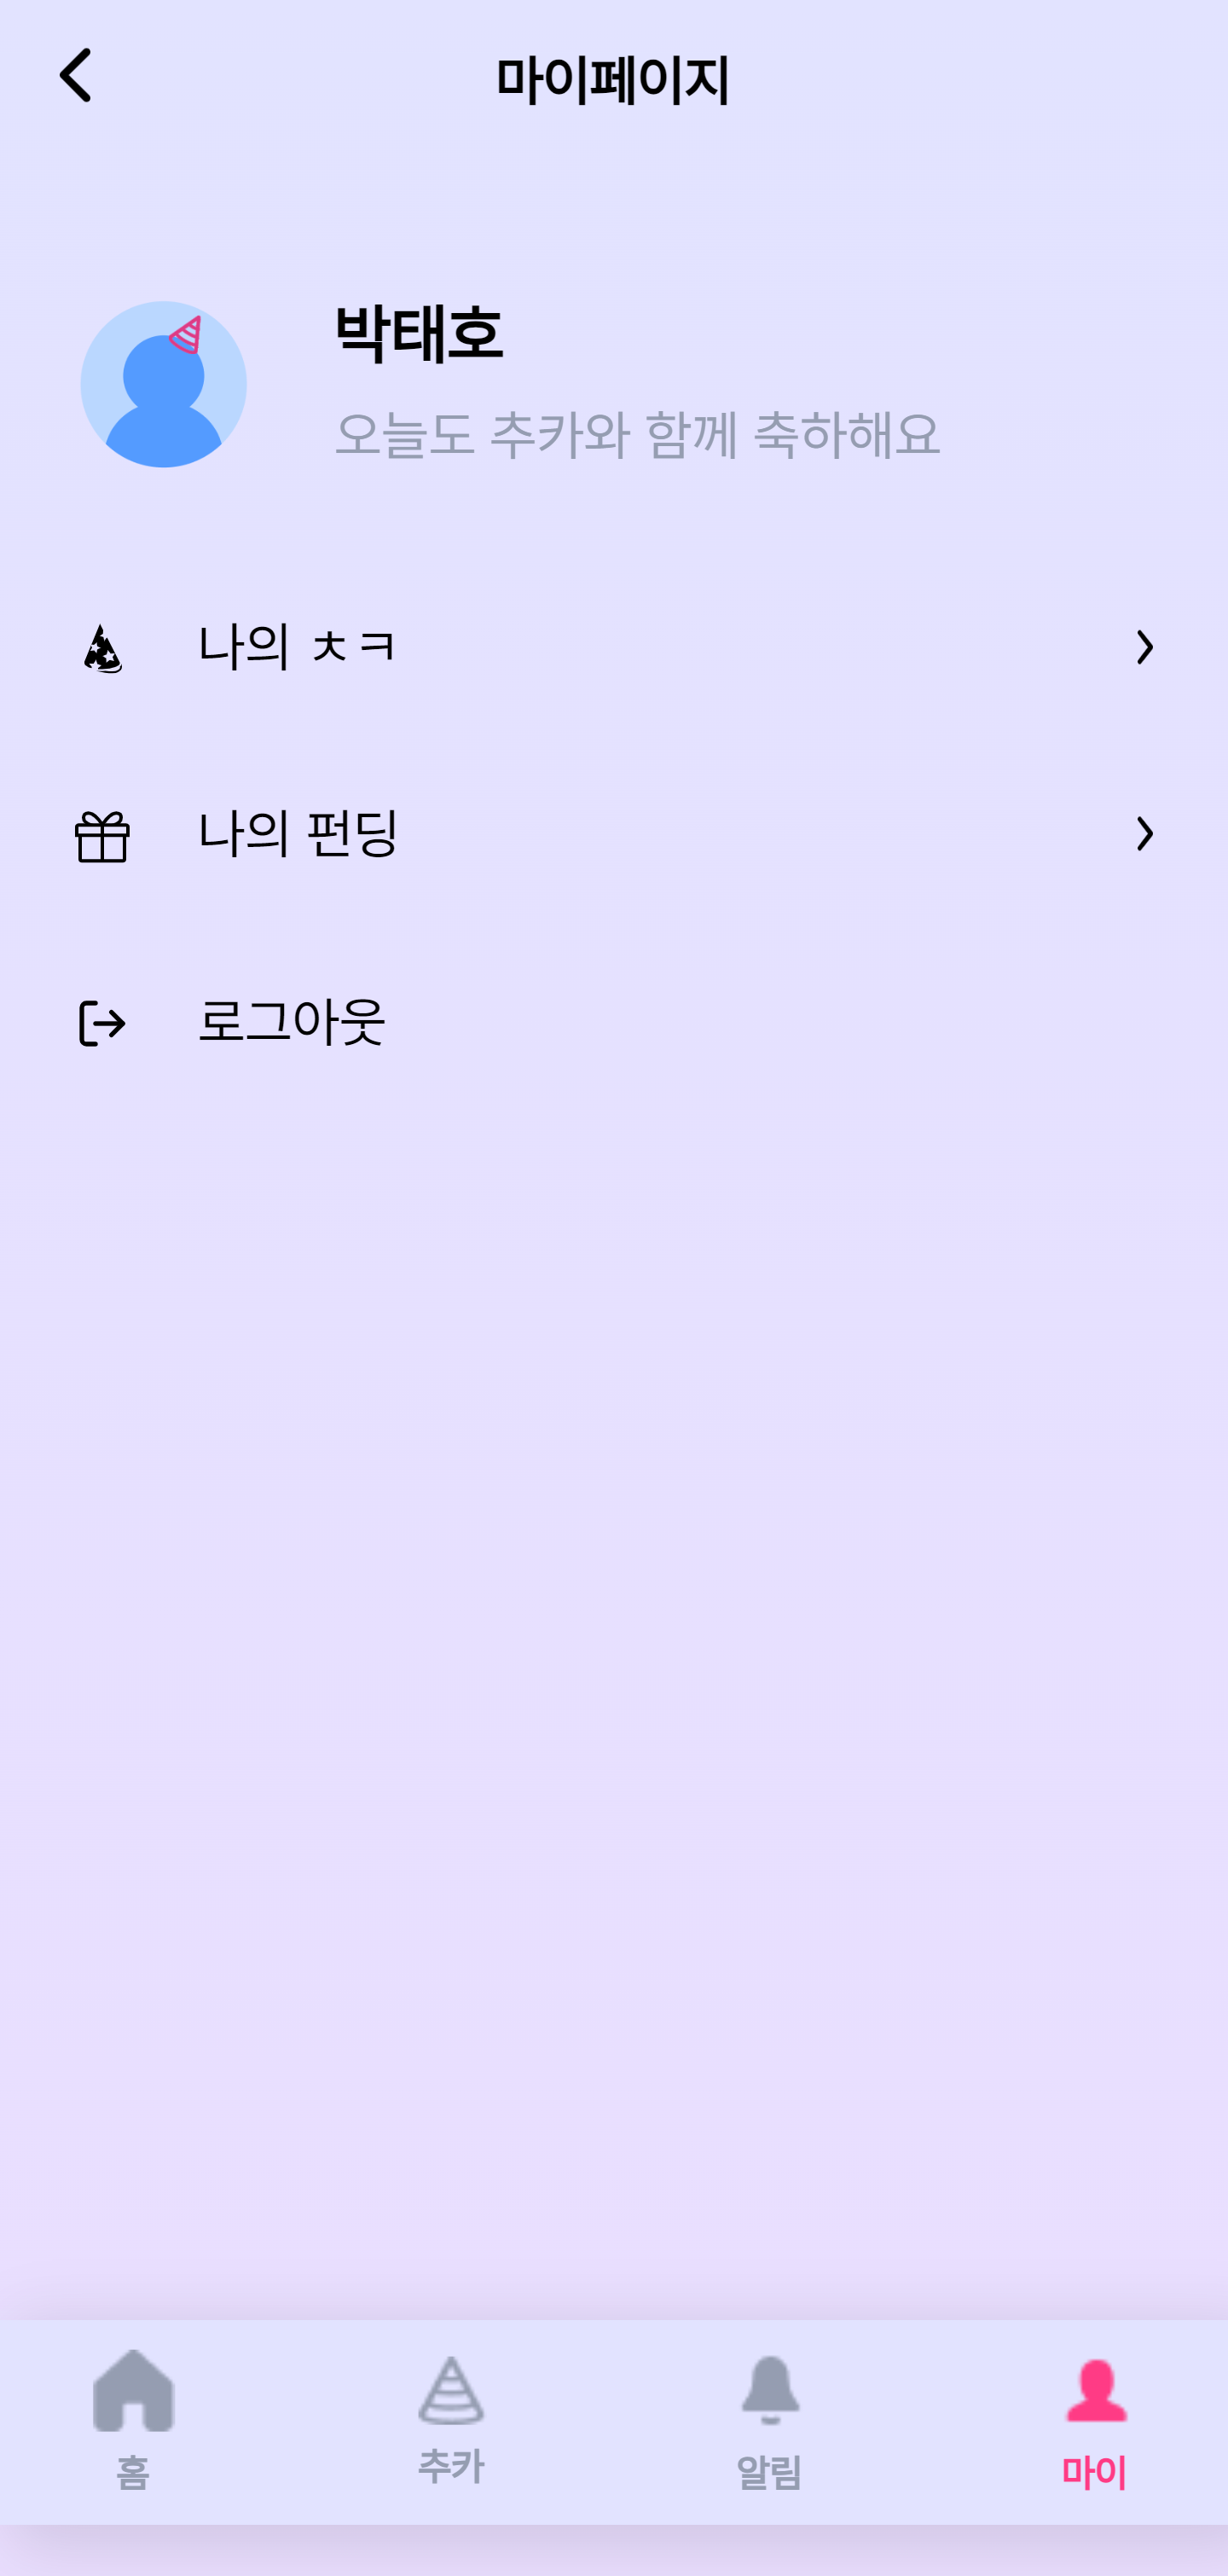 마이페이지
박태호
오늘도 추카와 함께 축하해요
나의 ㅊㅋ
나의 펀딩
로그아웃
홈
추카
알림
마이